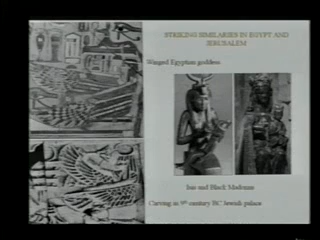 STRIKING SIMILARIES IN EGYPT AND
JERUSALEM
Winged Egyptian goddess
Isis and Black Madonna
Carving in 9th century BC Jewish palace